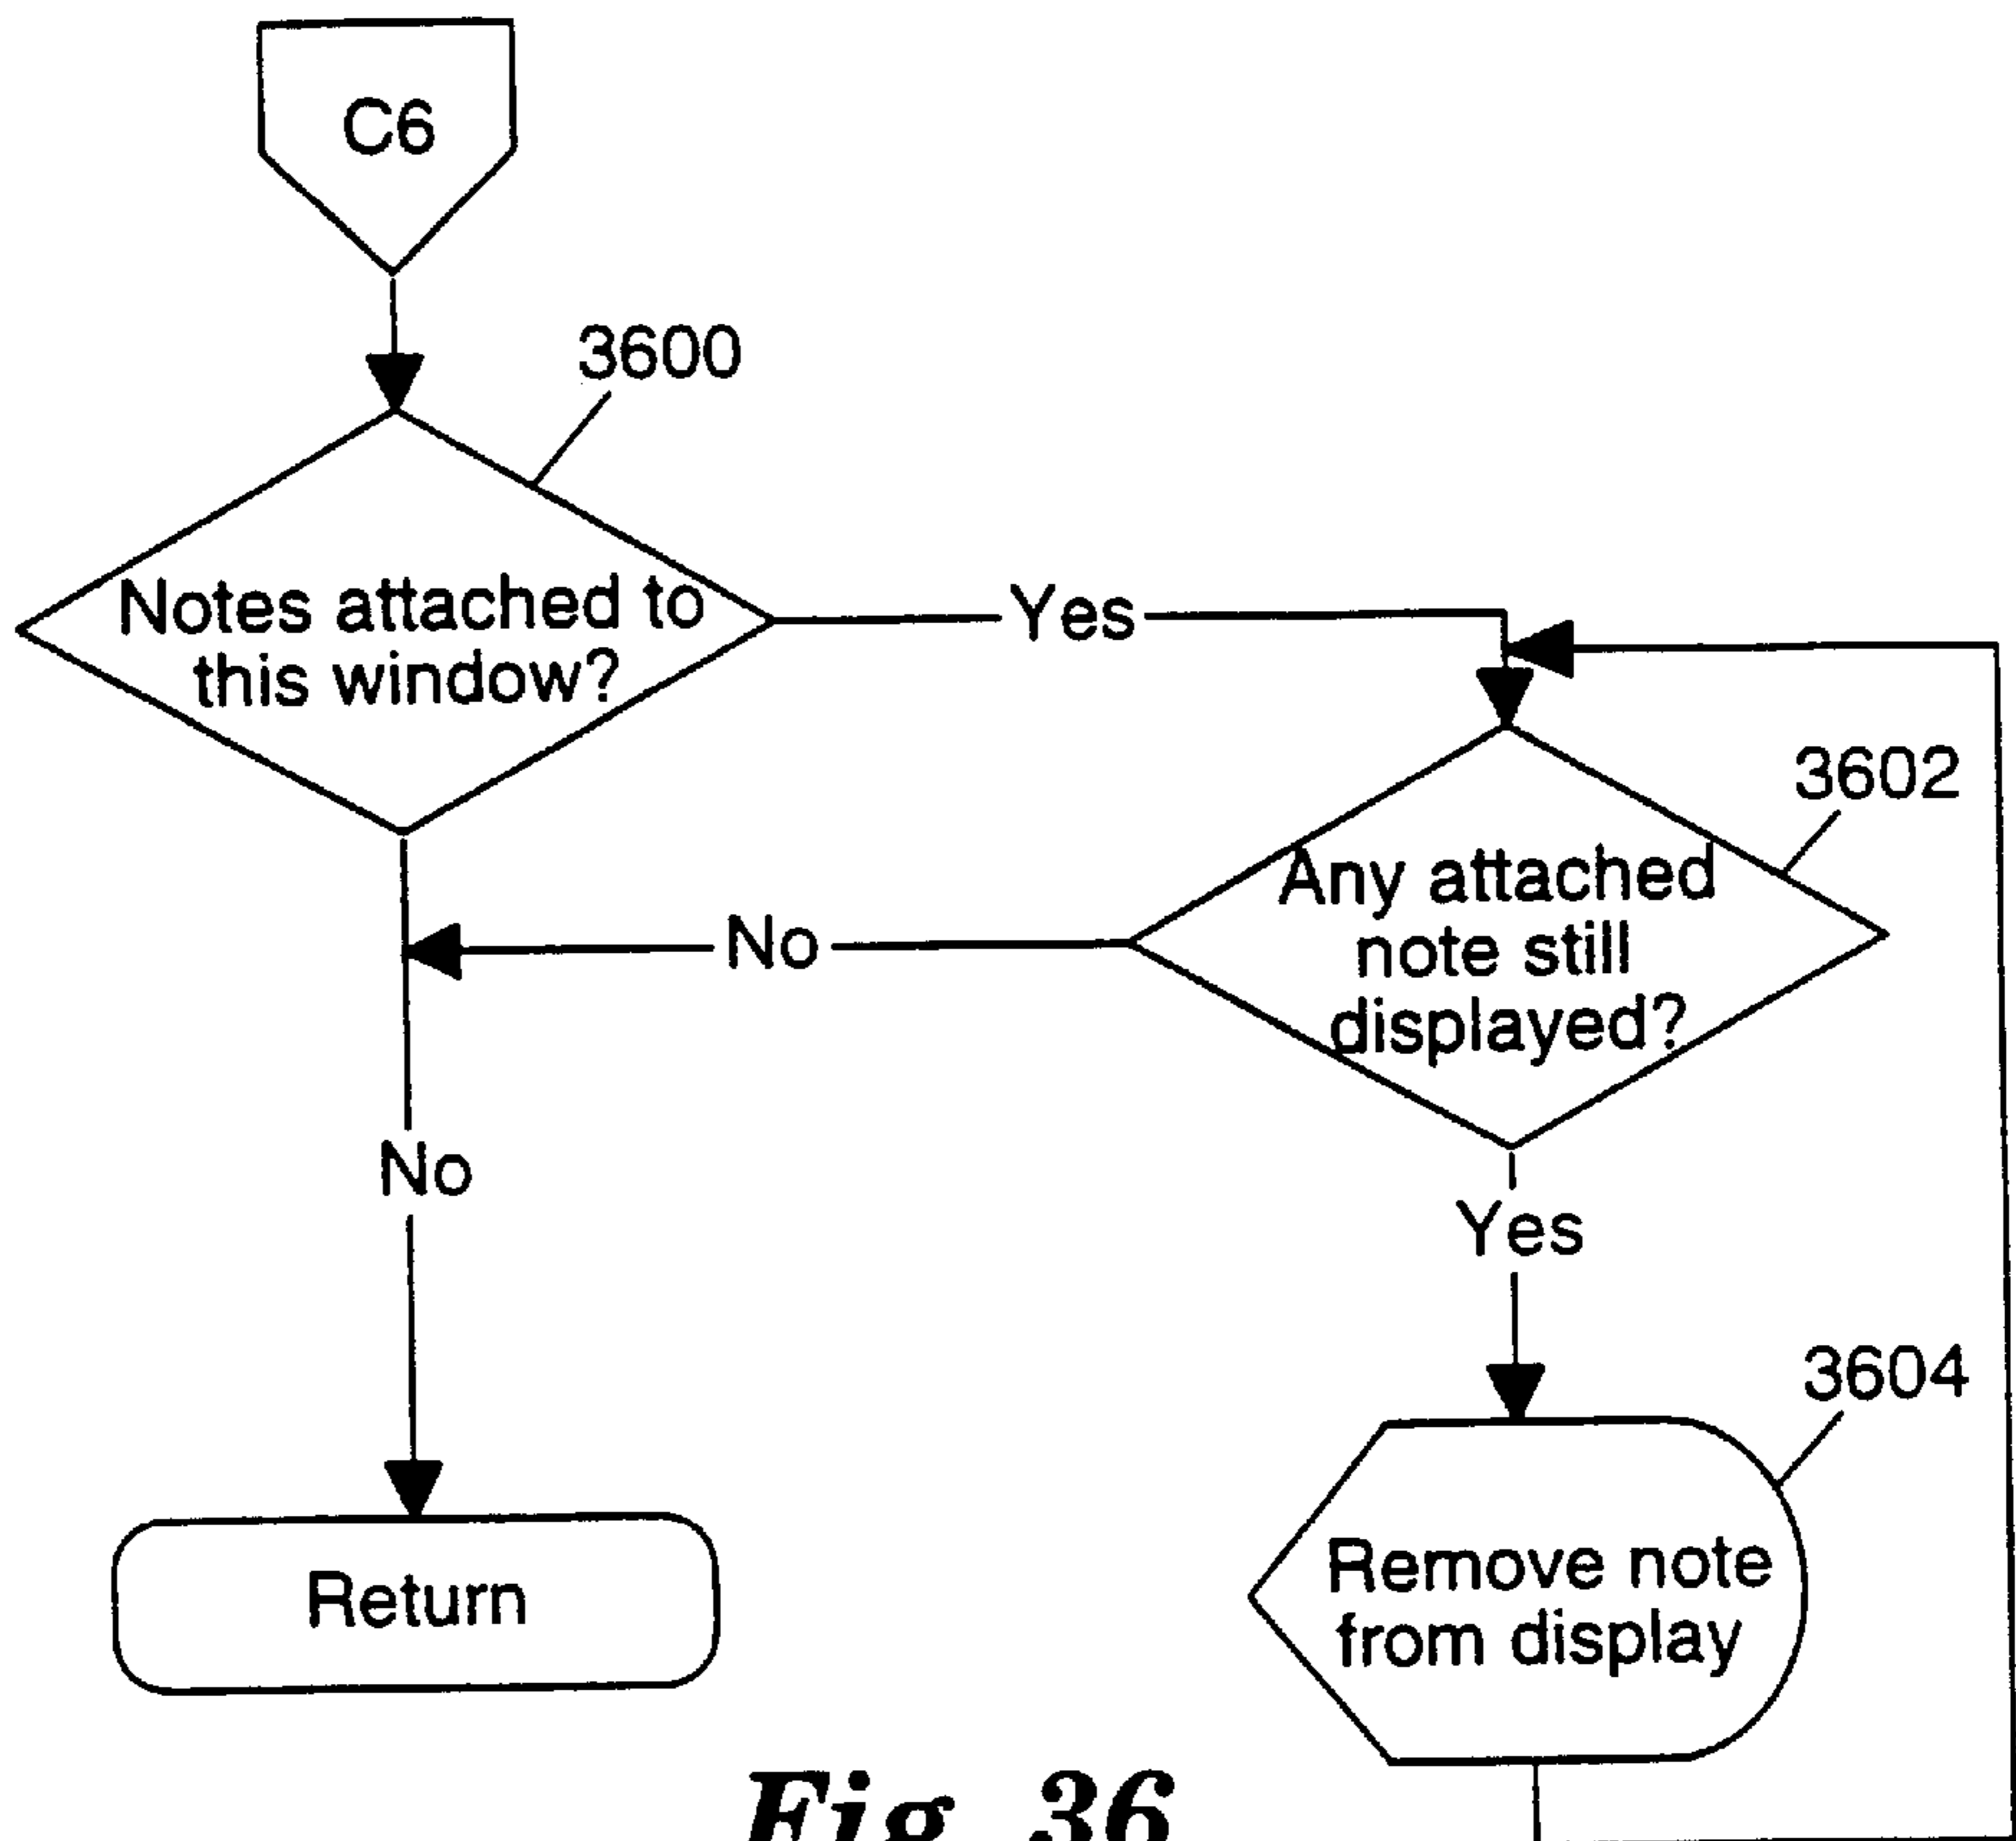 C6
3600
Notes attached to
this window?
Yes
3602
Any attached
note still
displayed?
No
No
Yes
3604
Remove note
from display
Return
Fig. 36